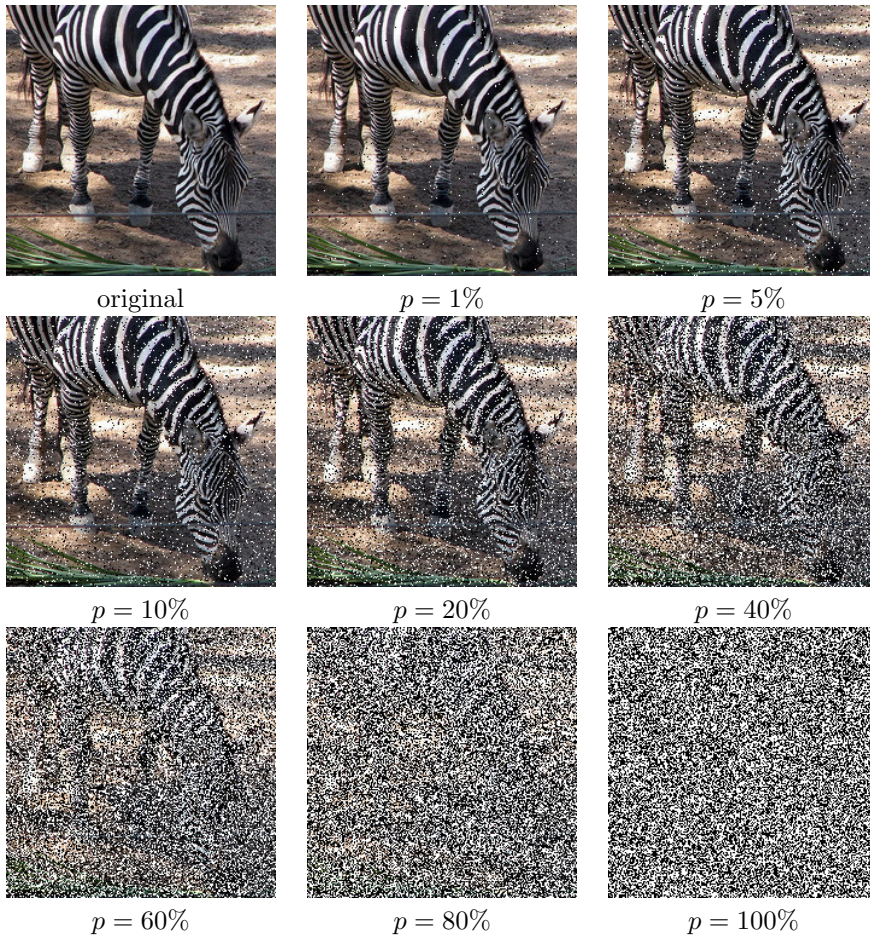 original
p = 1%
p = 5%
p = 10%
p = 20%
p = 40%
p = 60%
p = 80%
p = 100%